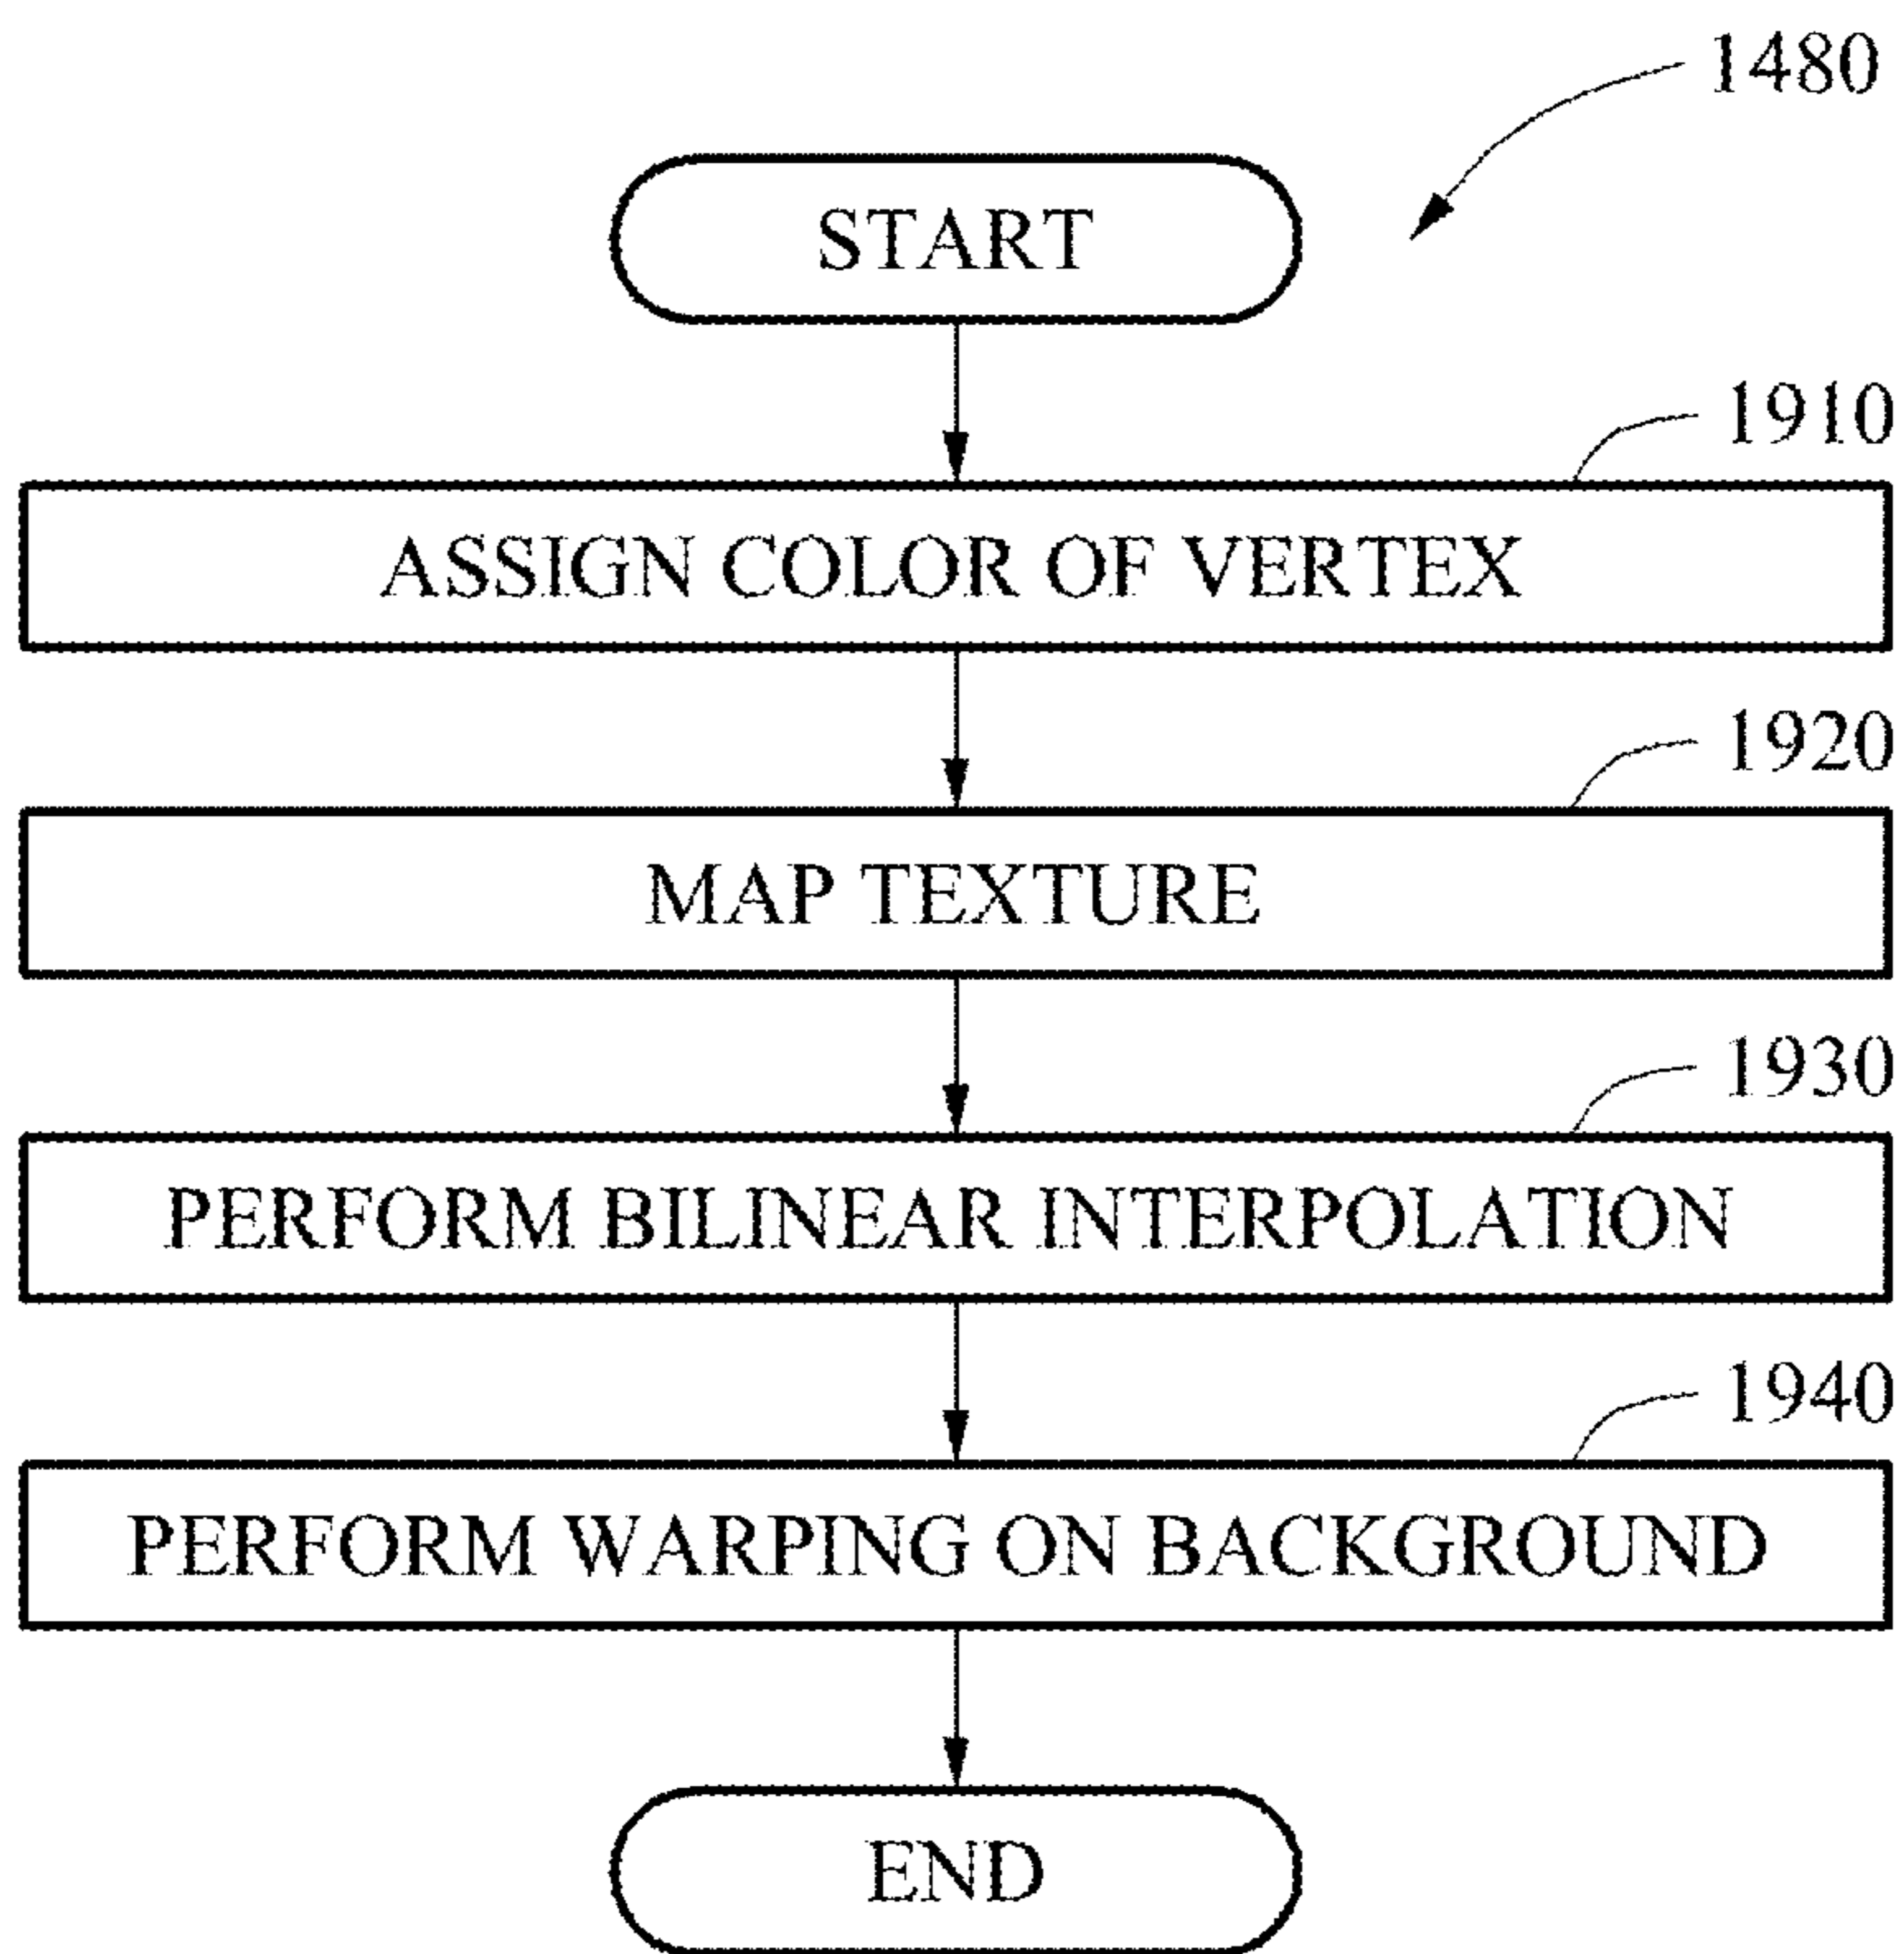 1480
START
1910
ASSIGN COLOR OF VERTEX
1920
MAP TEXTURE
1930
PERFORM BILINEAR INTERPOLATION
1940
PERFORM WARPING ON BACKGROUND
END